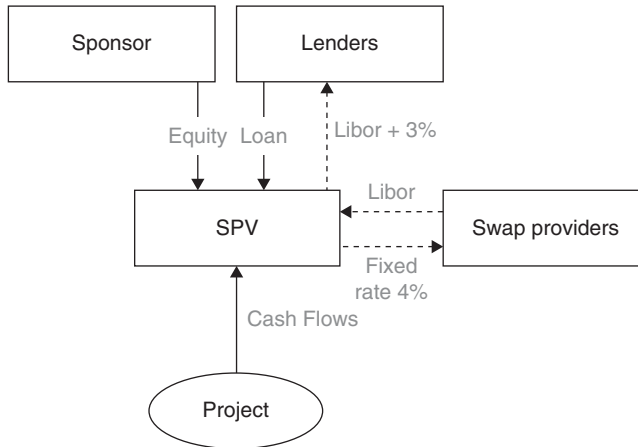 Sponsor
Lenders
Equity
Loan
Libor + 3%
Libor
SPV
Swap providers
Fixed
rate 4%
Cash Flows
Project